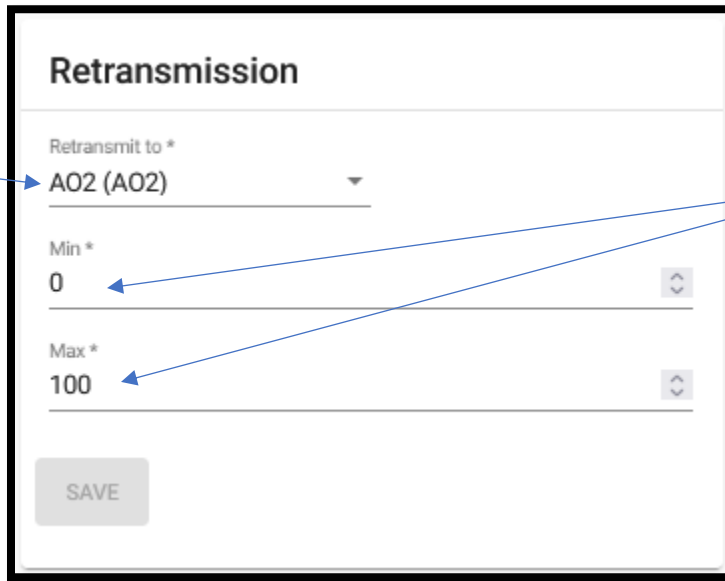 Retransmission
Retransmit to *
AO2 (AO2)
Min *
0
Max *
100
SAVE